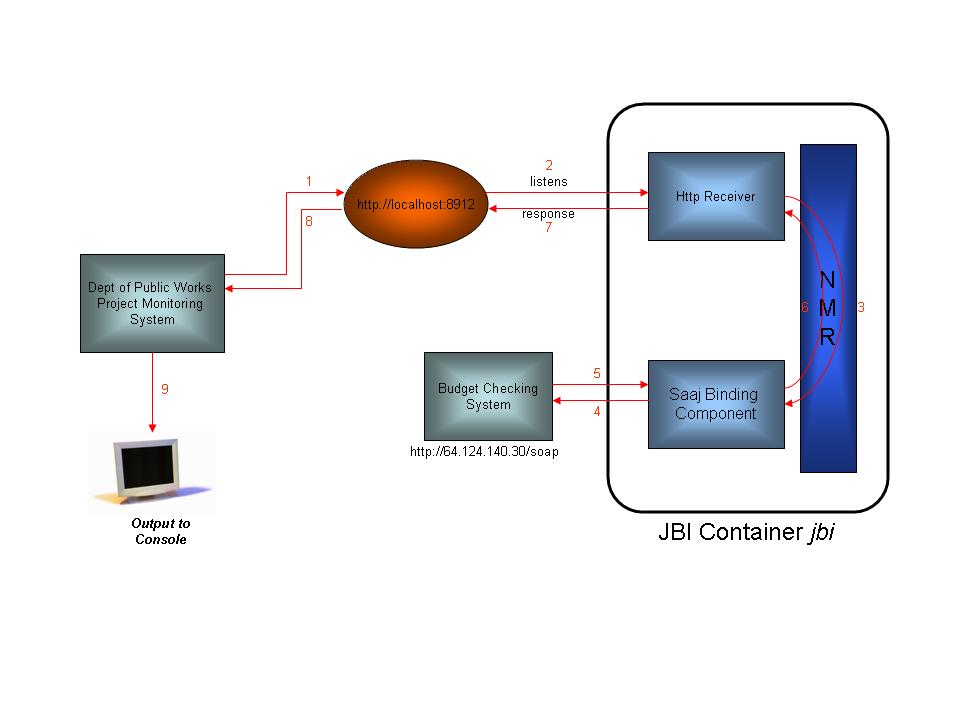 1
8
http://localhost:8912
2
listens
response
7
Http Receiver
N
M
R
6
3
Dept of Public Works
Project Monitoring
System
9
Output to
Console
Budget Checking
System
http://64.124.140.30/soap
5
4
Saaj Binding
Component
JBI Container jbi